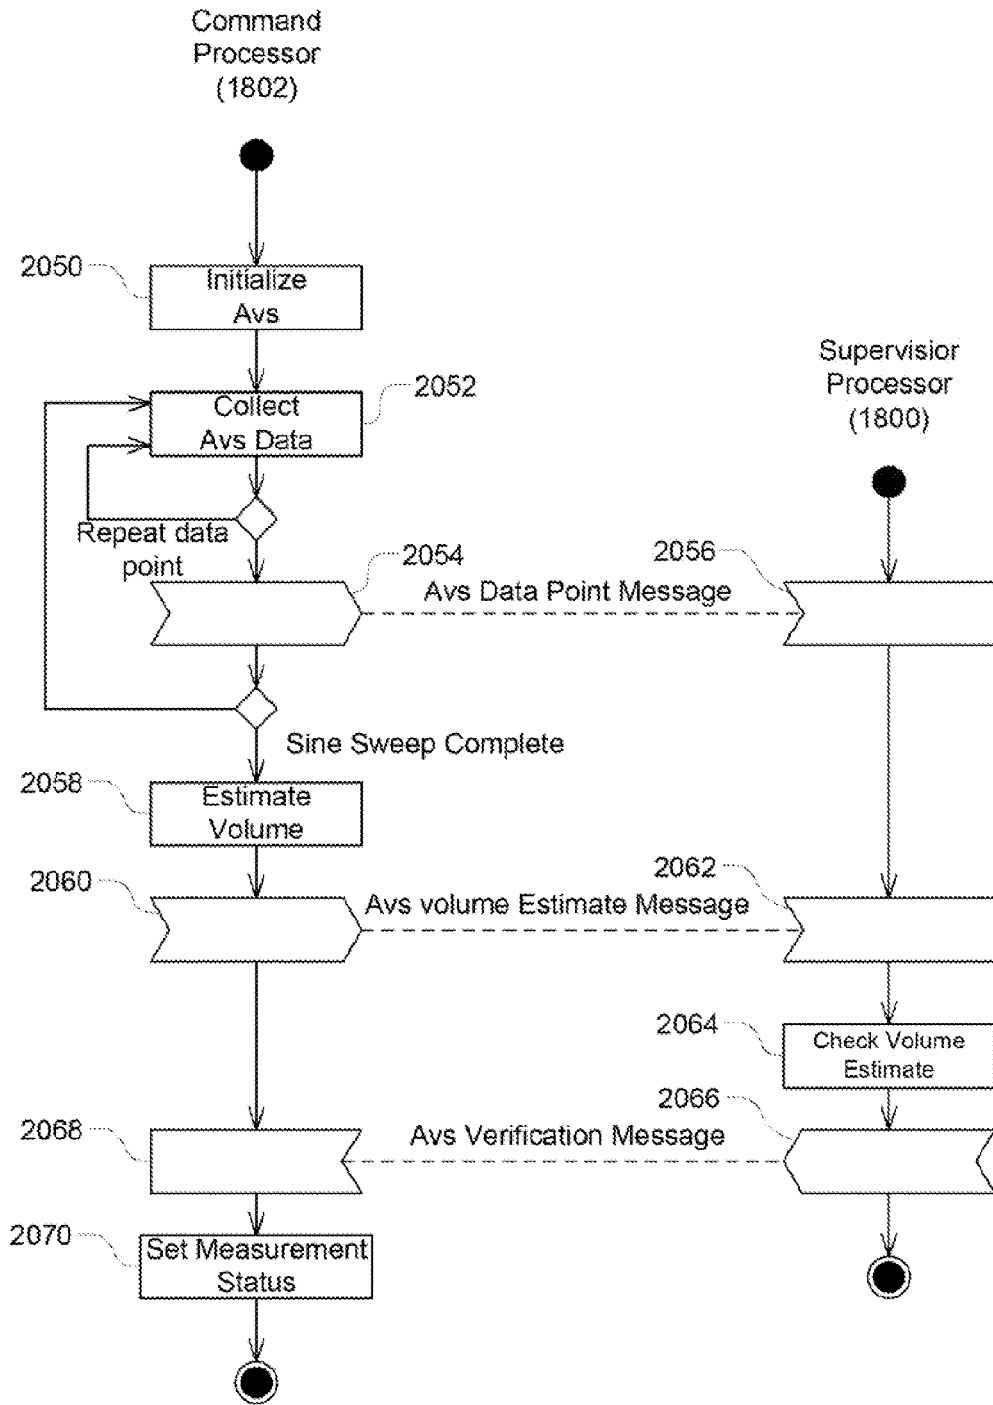 Command
Processor
(1802)
2050
Initialize
Avs
Supervisior
Processor
(1800)
2052
Collect
Avs Data
Repeat data
point
2054
2056
Avs Data Point Message
Sine Sweep Complete
2058
Estimate
Volume
2060
2062
Avs volume Estimate Message
2064
Check Volume
Estimate
2066
2068
Avs Verification Message
2070
Set Measurement
Status